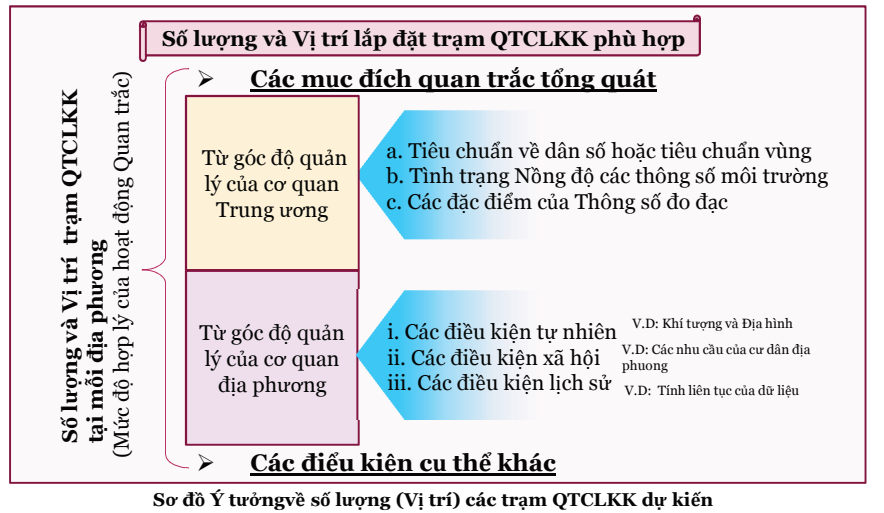 Số lượng và Vị trí lắp đặt trạm QTCLKK phù hợp
Số lượng và Vị trí trạm QTCLKK
tại mỗi địa phương
(Mức độ hợp lý của hoạt động Quan trắc)
➢ Các mục đích quan trắc tổng quát
Từ góc độ quản
lý của cơ quan
Trung ương
a. Tiêu chuẩn về dân số hoặc tiêu chuẩn vùng
b. Tình trạng Nồng độ các thông số môi trường
c. Các đặc điểm của Thông số đo đạc
Từ góc độ quản
lý của cơ quan
địa phương
i. Các điều kiện tự nhiên
ii. Các điều kiện xã hội
iii. Các điều kiện lịch sử
V.D: Khí tượng và Địa hình
V.D: Các nhu cầu của cư dân địa
phuong
V.D: Tính liên tục của dữ liệu
➢ Các điểu kiên cu thể khác
Sơ đồ Ý tưởngvề số lượng (Vị trí) các trạm QTCLKK dự kiến